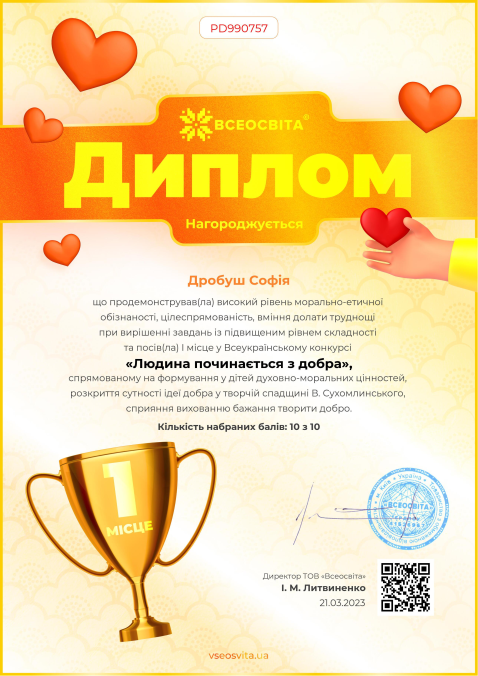 PD990757
ВСЕОСВІТА®
Диплом
Нагороджується
Дробуш Софія
що продемонстрував(ла) високий рівень морально-етичної
обізнаності, цілеспрямованість, вміння долати труднощі
при вирішенні завдань із підвищеним рівнем складності
та посів(ла) І місце у Всеукраїнському конкурсі
«Людина починається з добра»,
спрямованому на формування у дітей духовно-моральних цінностей,
розкриття сутності ідеї добра у творчій спадщині В. Сухомлинського,
сприяння вихованню бажання творити добро.
Кількість набраних балів: 10 з 10
1
МІСЦЕ
ВСЕОСВІТА
Директор ТОВ «Всеосвіта»
І. М. Литвиненко
21.03.2023
vseosvita.ua